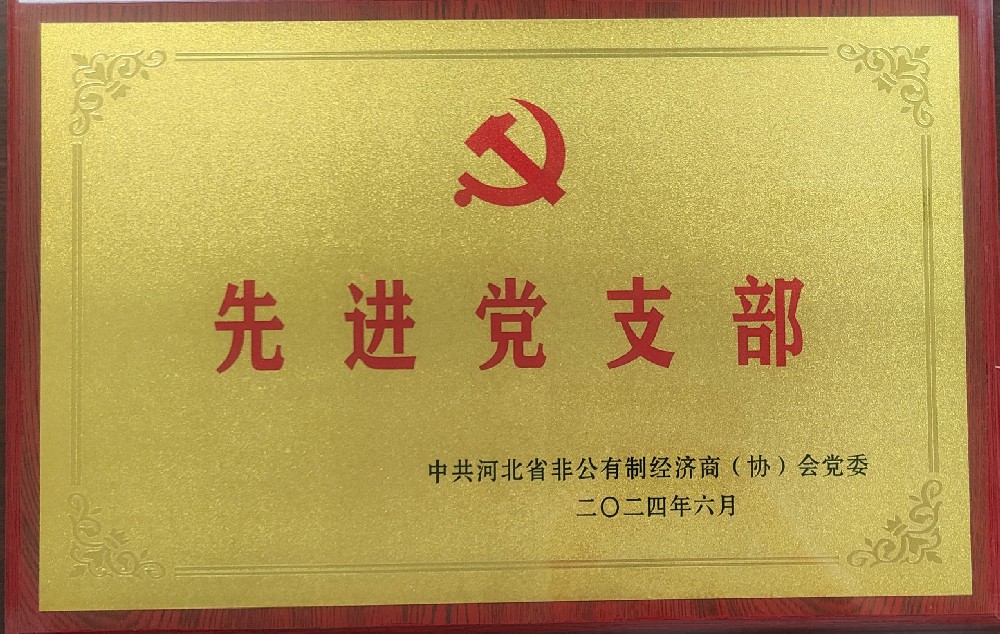 先进党支部
中共河北省非公有制经济商（协）会党委
二〇二四年六月